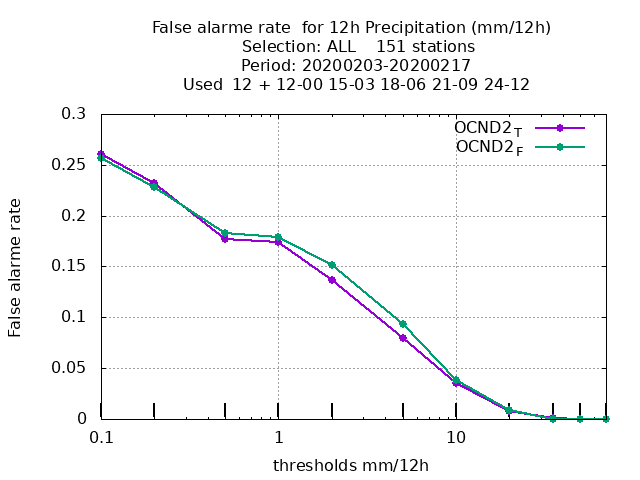 False alarme rate  for 12h Precipitation (mm/12h)
Selection: ALL    151 stations
Period: 20200203-20200217
Used  12 + 12-00 15-03 18-06 21-09 24-12
OCND2T
OCND2F
0.3
0.25
0.2
0.15
0.1
0.05
0
False alarme rate
0.1
1
10
thresholds mm/12h